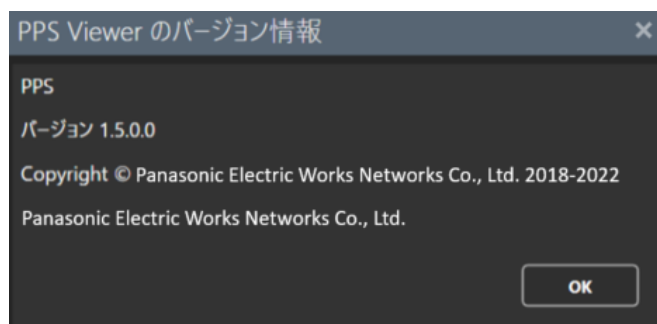 PPS Viewer のバージョン情報
PPS
バージョン 1.5.0.0
Copyright © Panasonic Electric Works Networks Co., Ltd. 2018-2022
Panasonic Electric Works Networks Co., Ltd.
OK